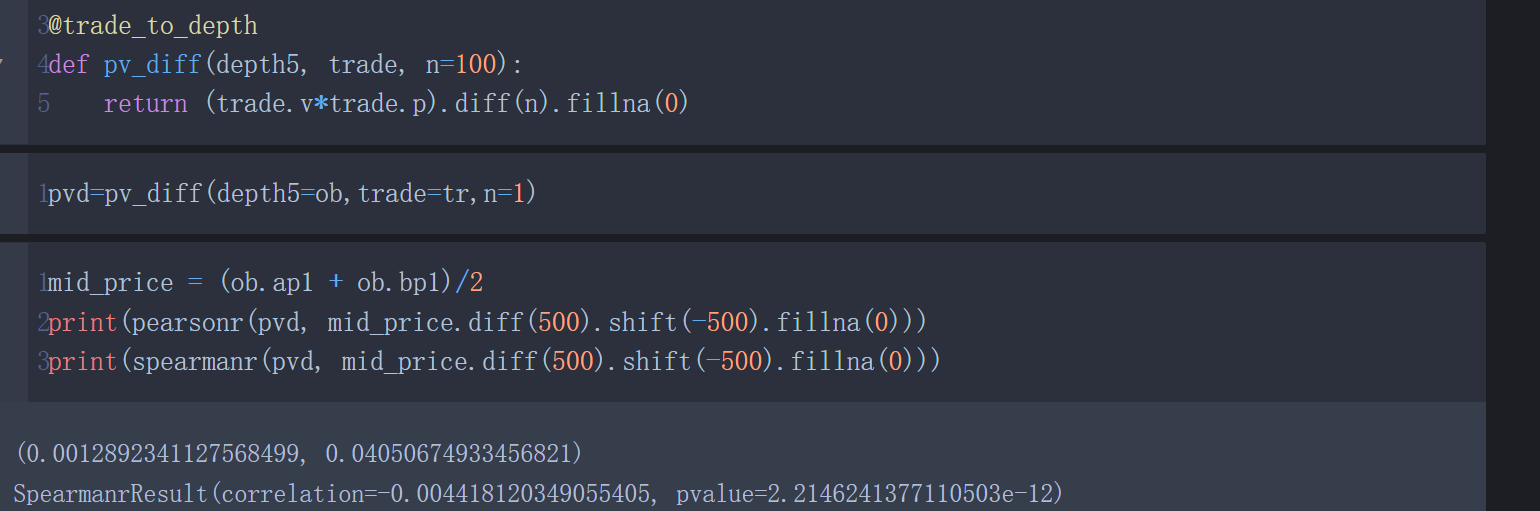 3@trade_to_depth
4def pv_diff(depth5, trade, n=100):
5    return (trade.v*trade.p).diff(n).fillna(0)
1pvd=pv_diff(depth5=ob,trade=tr,n=1)
1mid_price = (ob.ap1 + ob.bp1)/2
2print(pearsonr(pvd, mid_price.diff(500).shift(-500).fillna(0)))
3print(spearmanr(pvd, mid_price.diff(500).shift(-500).fillna(0)))
(0.0012892341127568499, 0.04050674933456821)
SpearmanrResult(correlation=-0.004418120349055405, pvalue=2.2146241377110503e-12)